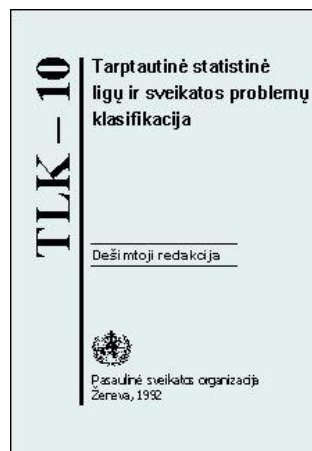 TLK – 10
Tarptautinė statistinė
ligų ir sveikatos problemų
klasifikacija
Dešimtoji redakcija
Pasaulinė sveikatos organizacija
Ženeva, 1992